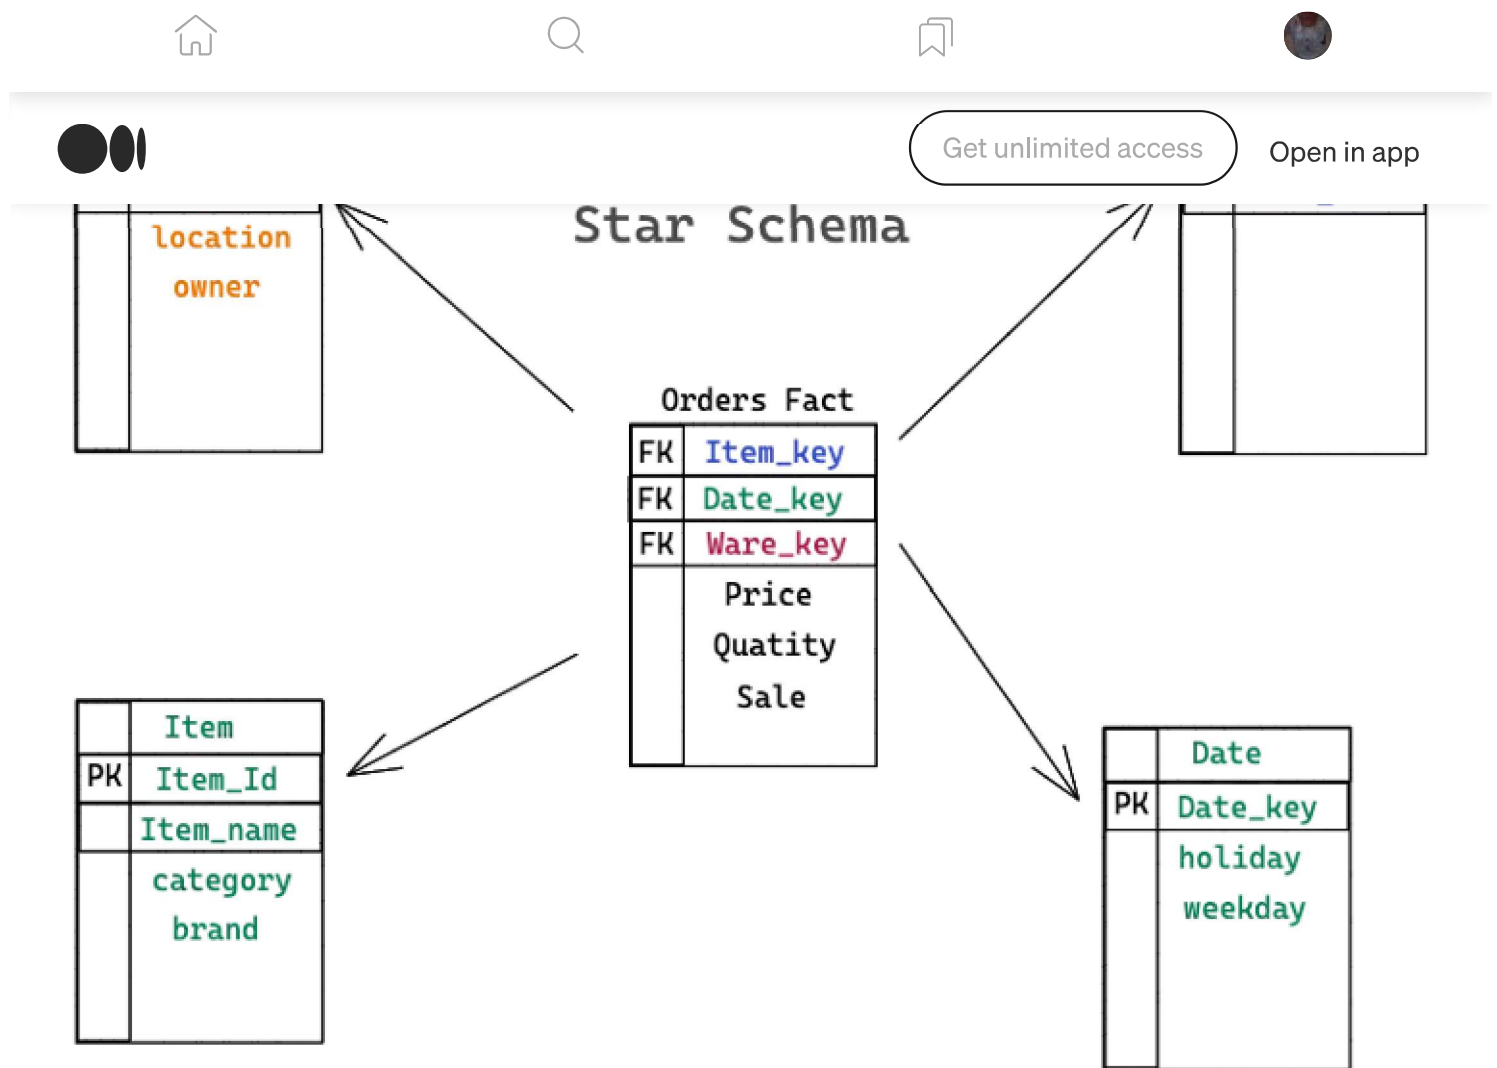 Get unlimited access
Open in app
Star Schema
location
owner
Orders Fact
FK Item_key
FK Date_key
FK Ware_key
Price
Quatity
Sale
Item
PK Item_Id
Item_name
category
brand
Date
PK Date_key
holiday
weekday